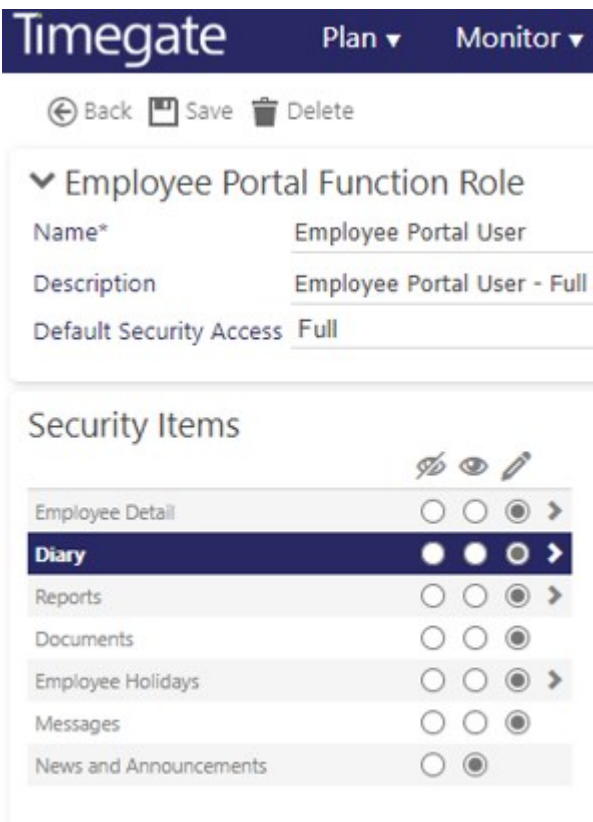 Timegate Plan Monitor
Back Save Delete
Employee Portal Function Role
Name* Employee Portal User
Description Employee Portal User - Full
Default Security Access Full
Security Items
Employee Detail
Diary
Reports
Documents
Employee Holidays
Messages
News and Announcements